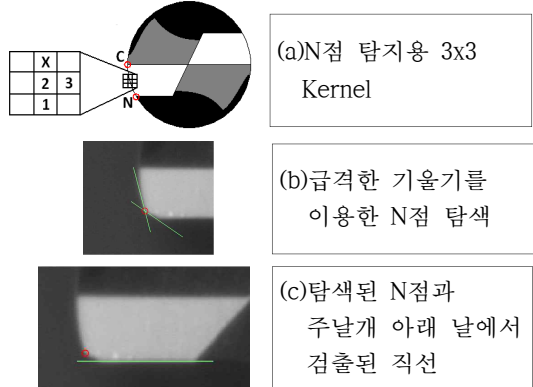 C
X
2 3
1
N
(a)N점 탐지용 3x3
Kernel
(b)급격한 기울기를
이용한 N점 탐색
(c)탐색된 N점과
주날개 아래 날에서
검출된 직선